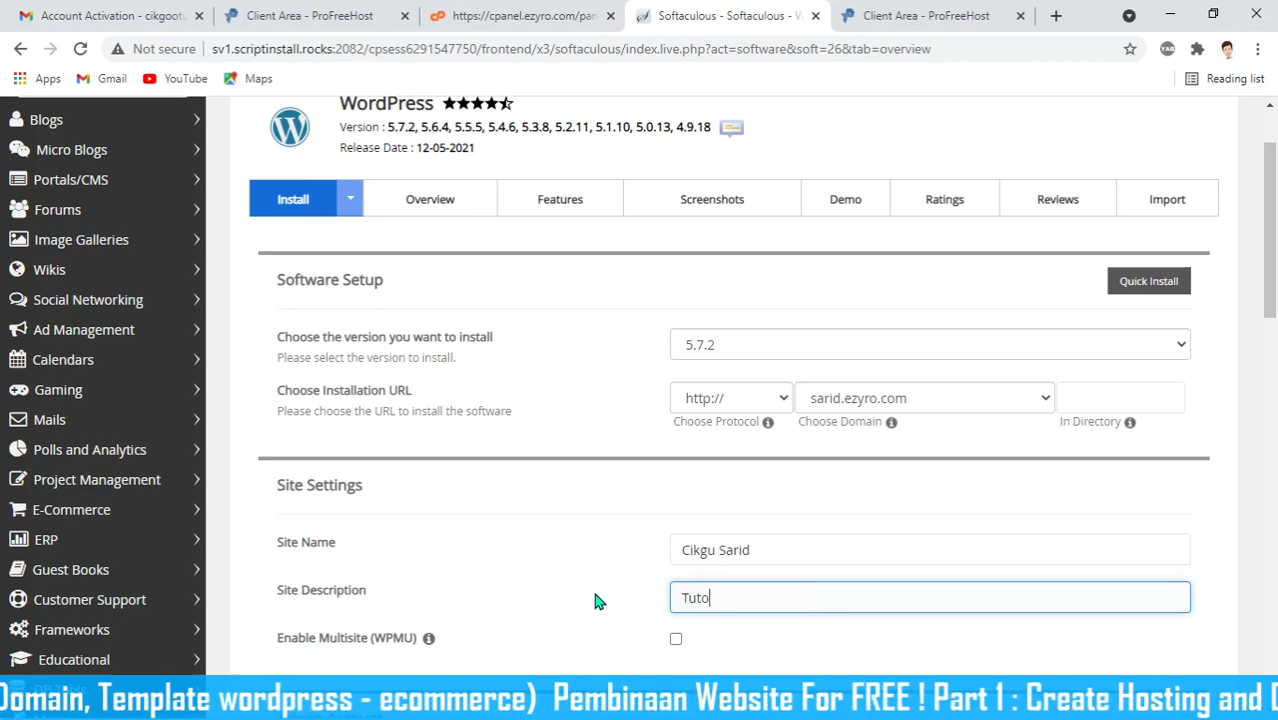 Account Activation - cikgootu
Client Area - ProFreeHost
https://cpanel.ezyro.com/pan
Softaculous - Softaculous - W
Client Area - ProFreeHost
Not secure sv1.scriptinstall.rocks:2082/cpsess6291547750/frontend/x3/softaculous/index.live.php?act=software&soft=26&tab=overview
YAB
Apps
Gmail
YouTube
Maps
Reading list
Blogs
Micro Blogs
Portals/CMS
Forums
Image Galleries
Wikis
Social Networking
Ad Management
Calendars
Gaming
Mails
Polls and Analytics
Project Management
E-Commerce
ERP
Guest Books
Customer Support
Frameworks
Educational
WordPress
Version : 5.7.2, 5.6.4, 5.5.5, 5.4.6, 5.3.8, 5.2.11, 5.1.10, 5.0.13, 4.9.18
Release Date : 12-05-2021
Install
Overview
Features
Screenshots
Demo
Ratings
Reviews
Import
Software Setup
Quick Install
Choose the version you want to install
Please select the version to install.
5.7.2
Choose Installation URL
Please choose the URL to install the software
http://
sarid.ezyro.com
Choose Protocol
Choose Domain
In Directory
Site Settings
Site Name
Cikgu Sarid
Site Description
Tuto
Enable Multisite (WPMU)
Domain, Template wordpress - ecommerce) Pembinaan Website For FREE ! Part 1 : Create Hosting and